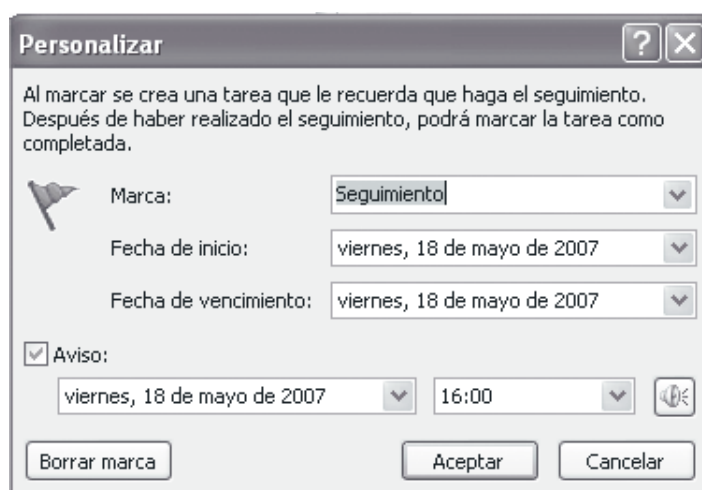 Personalizar
Al marcar se crea una tarea que le recuerda que haga el seguimiento.
Después de haber realizado el seguimiento, podrá marcar la tarea como
completada.
Marca: Seguimiento
Fecha de inicio: viernes, 18 de mayo de 2007
Fecha de vencimiento: viernes, 18 de mayo de 2007
Aviso:
viernes, 18 de mayo de 2007 16:00
Borrar marca Aceptar Cancelar